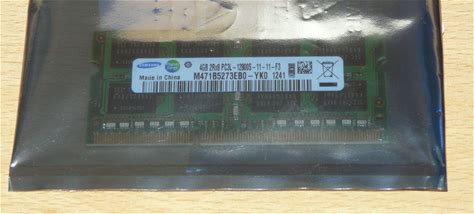 SAMSUNG
4GB 2Rx8 PC3L-12800S-11-11-F3
Made in China
M471B5273EB0-YK0 1241